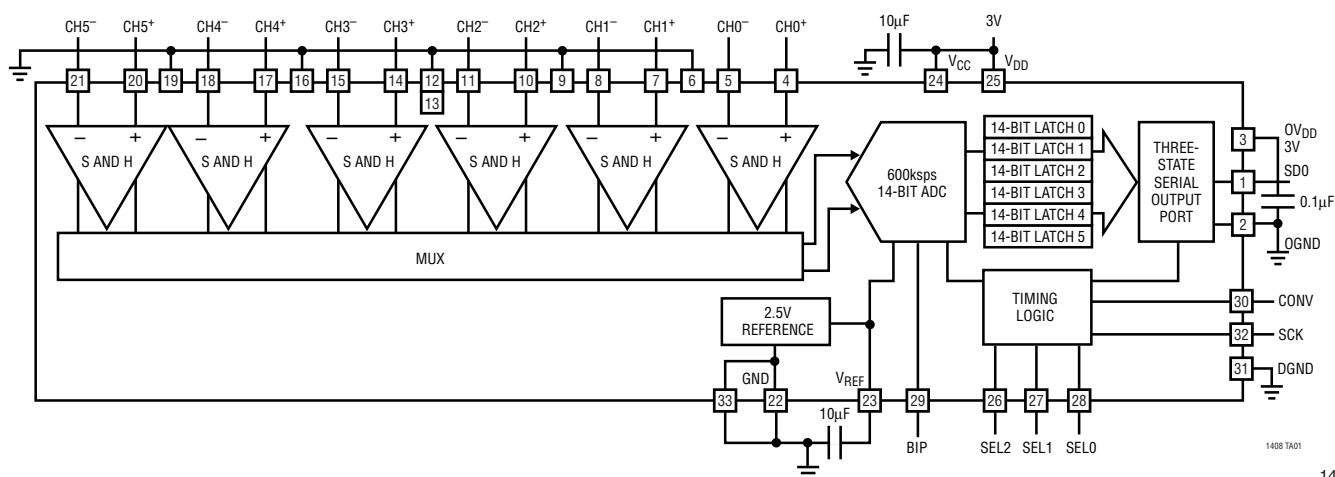 CH5– CH5+ CH4– CH4+ CH3– CH3+ CH2– CH2+ CH1– CH1+ CH0– CH0+ 10µF 3V
21 20 19 18 17 16 15 14 12 11 10 9 8 7 6 5 4 24 VCC 25 VDD
13
– + – + – + – + – + – +
S AND H S AND H S AND H S AND H S AND H S AND H
MUX
600ksps
14-BIT ADC
14-BIT LATCH 0
14-BIT LATCH 1
14-BIT LATCH 2
14-BIT LATCH 3
14-BIT LATCH 4
14-BIT LATCH 5
THREE-
STATE
SERIAL
OUTPUT
PORT
3 OVDD
3V
1 SD0
0.1µF
2
OGND
2.5V
REFERENCE
TIMING
LOGIC
30 CONV
32 SCK
31 DGND
GND VREF
33 22 23 29 26 27 28
10µF
BIP SEL2 SEL1 SEL0
1408 TA01
14